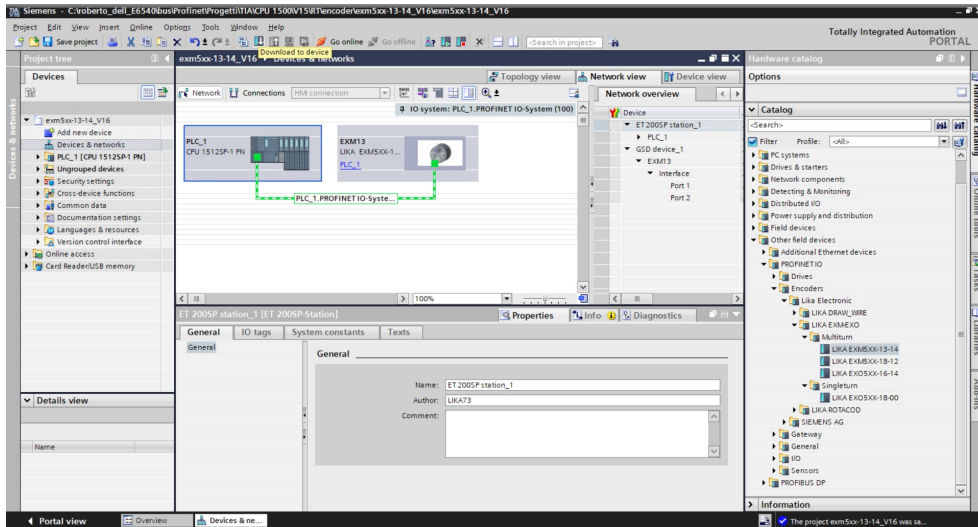 Siemens - C:\roberto_dell_E6540\bus\Profinet\Progetti\TIA\CPU 1500\V15\RT\encoder\exm5xx-13-14_V16\exm5xx-13-14_V16
Project Edit View Insert Online Options Tools Window Help
Totally Integrated Automation
PORTAL
Save project
Go online
Go offline
<Search in project>
Download to device
Project tree
exm5xx-13-14_V16
Devices & networks
Hardware catalog
Devices
Topology view
Network view
Device view
Options
Network
Connections
HMI connection
Network overview
IO system: PLC_1.PROFINET IO-System (100)
Catalog
<Search>
Filter
Profile:
<All>
exm5xx-13-14_V16
Add new device
Devices & networks
PLC_1 [CPU 1512SP-1 PN]
Ungrouped devices
Security settings
Cross-device functions
Common data
Documentation settings
Languages & resources
Version control interface
Online access
Card Reader/USB memory
PLC_1
CPU 1512SP-1 PN
EXM13
LIKA EXM5XX-1...
PLC_1
PLC_1.PROFINET IO-Syste...
Device
ET 200SP station_1
PLC_1
GSD device_1
EXM13
Interface
Port 1
Port 2
PC systems
Drives & starters
Network components
Detecting & Monitoring
Distributed I/O
Power supply and distribution
Field devices
Other field devices
Additional Ethernet devices
PROFINET IO
Drives
Encoders
Lika Electronic
LIKA DRAW_WIRE
LIKA EXM-EXO
Multiturn
LIKA EXM5XX-13-14
LIKA EXM5XX-18-12
LIKA EXO5XX-16-14
Singleturn
LIKA EXO5XX-18-00
LIKA ROTACOD
SIEMENS AG
Gateway
General
I/O
Sensors
PROFIBUS DP
100%
ET 200SP station_1 [ET 200SP-Station]
Properties
Info
Diagnostics
General
IO tags
System constants
Texts
General
General
Name:
ET 200SP station_1
Author:
LIKA73
Comment:
Details view
Name
Information
Devices & networks
Hardware catalog
Online tools
Tasks
Libraries
Add-ins
Portal view
Overview
Devices & ne...
The project exm5xx-13-14_V16 was sa...